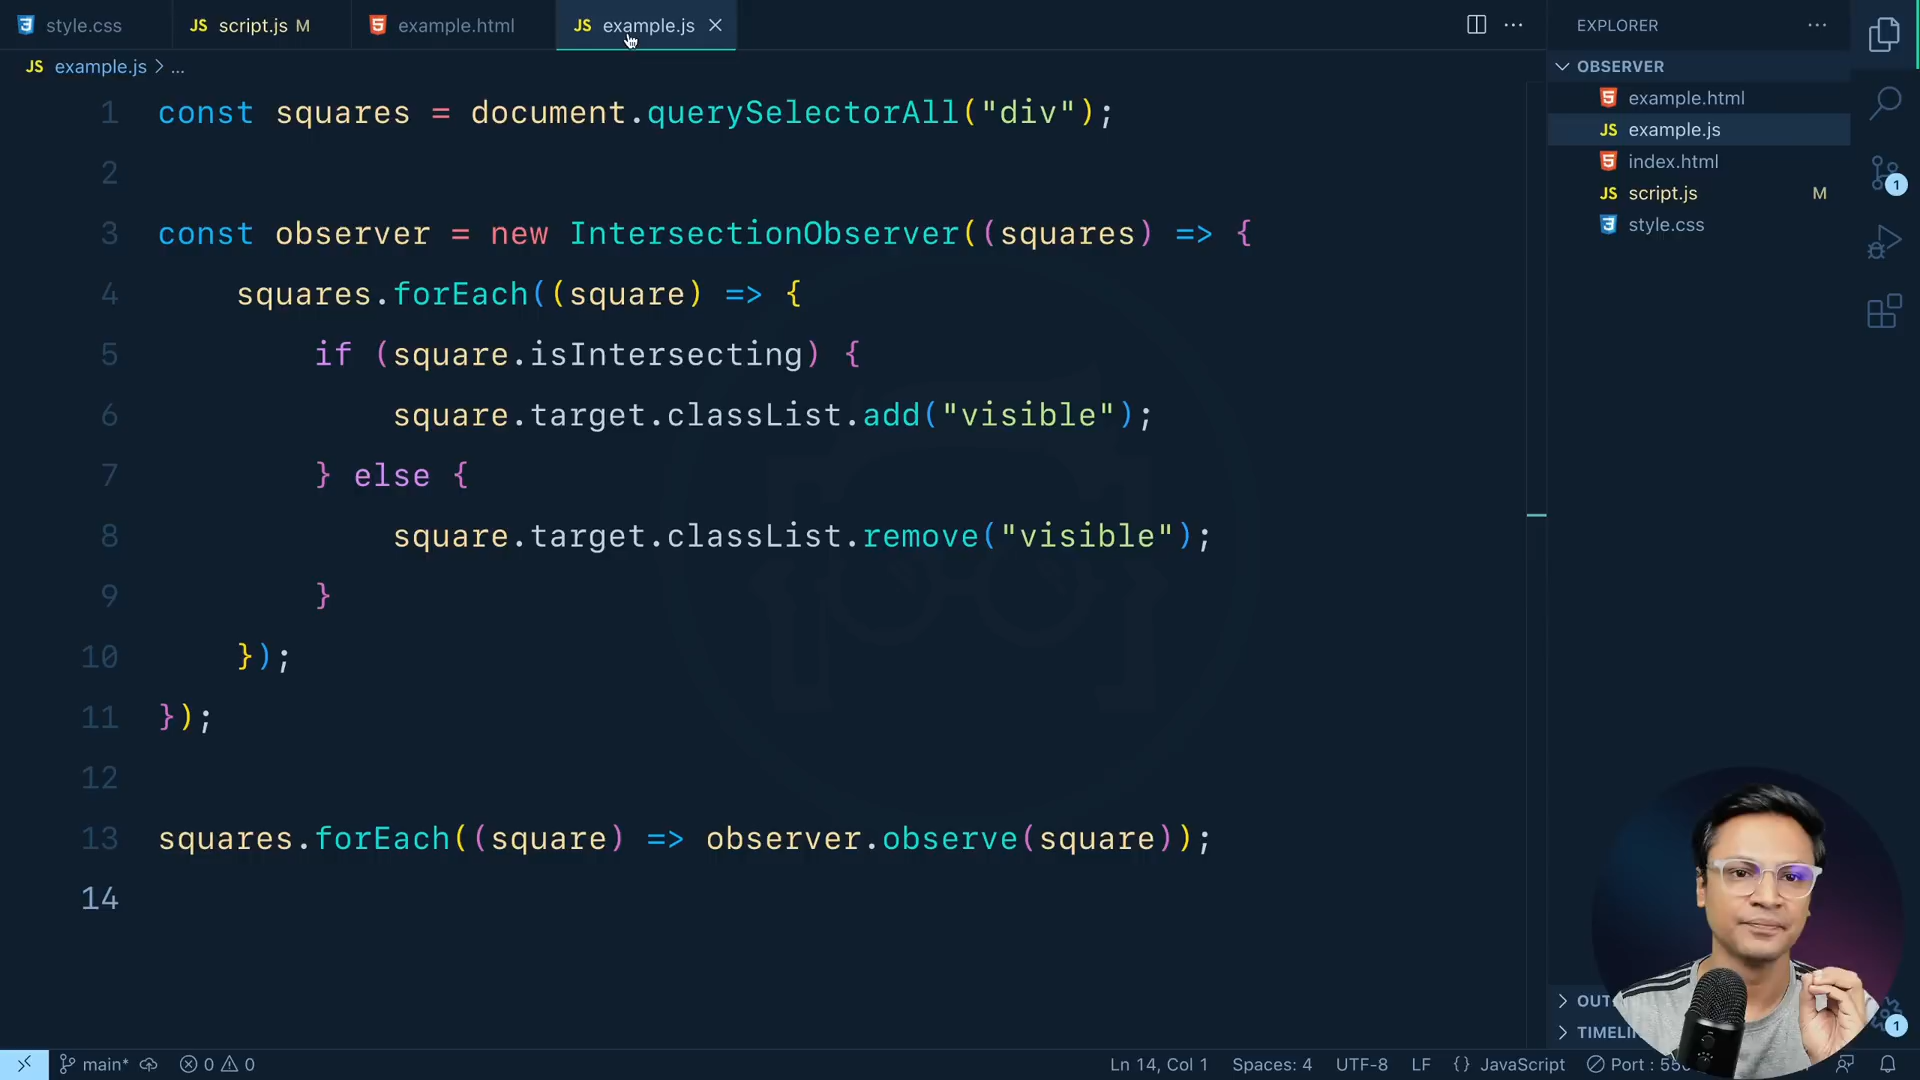 style.css
JS script.js M
example.html
JS example.js
EXPLORER
JS example.js > ...
OBSERVER
example.html
JS example.js
index.html
JS script.js M
style.css
1
1 const squares = document.querySelectorAll("div");
2
3 const observer = new IntersectionObserver((squares) => {
4 squares.forEach((square) => {
5 if (square.isIntersecting) {
6 square.target.classList.add("visible");
7 } else {
8 square.target.classList.remove("visible");
9 }
10 });
11 });
12
13 squares.forEach((square) => observer.observe(square));
14
1
main* 0 0
Ln 14, Col 1 Spaces: 4 UTF-8 LF {} JavaScript Port :